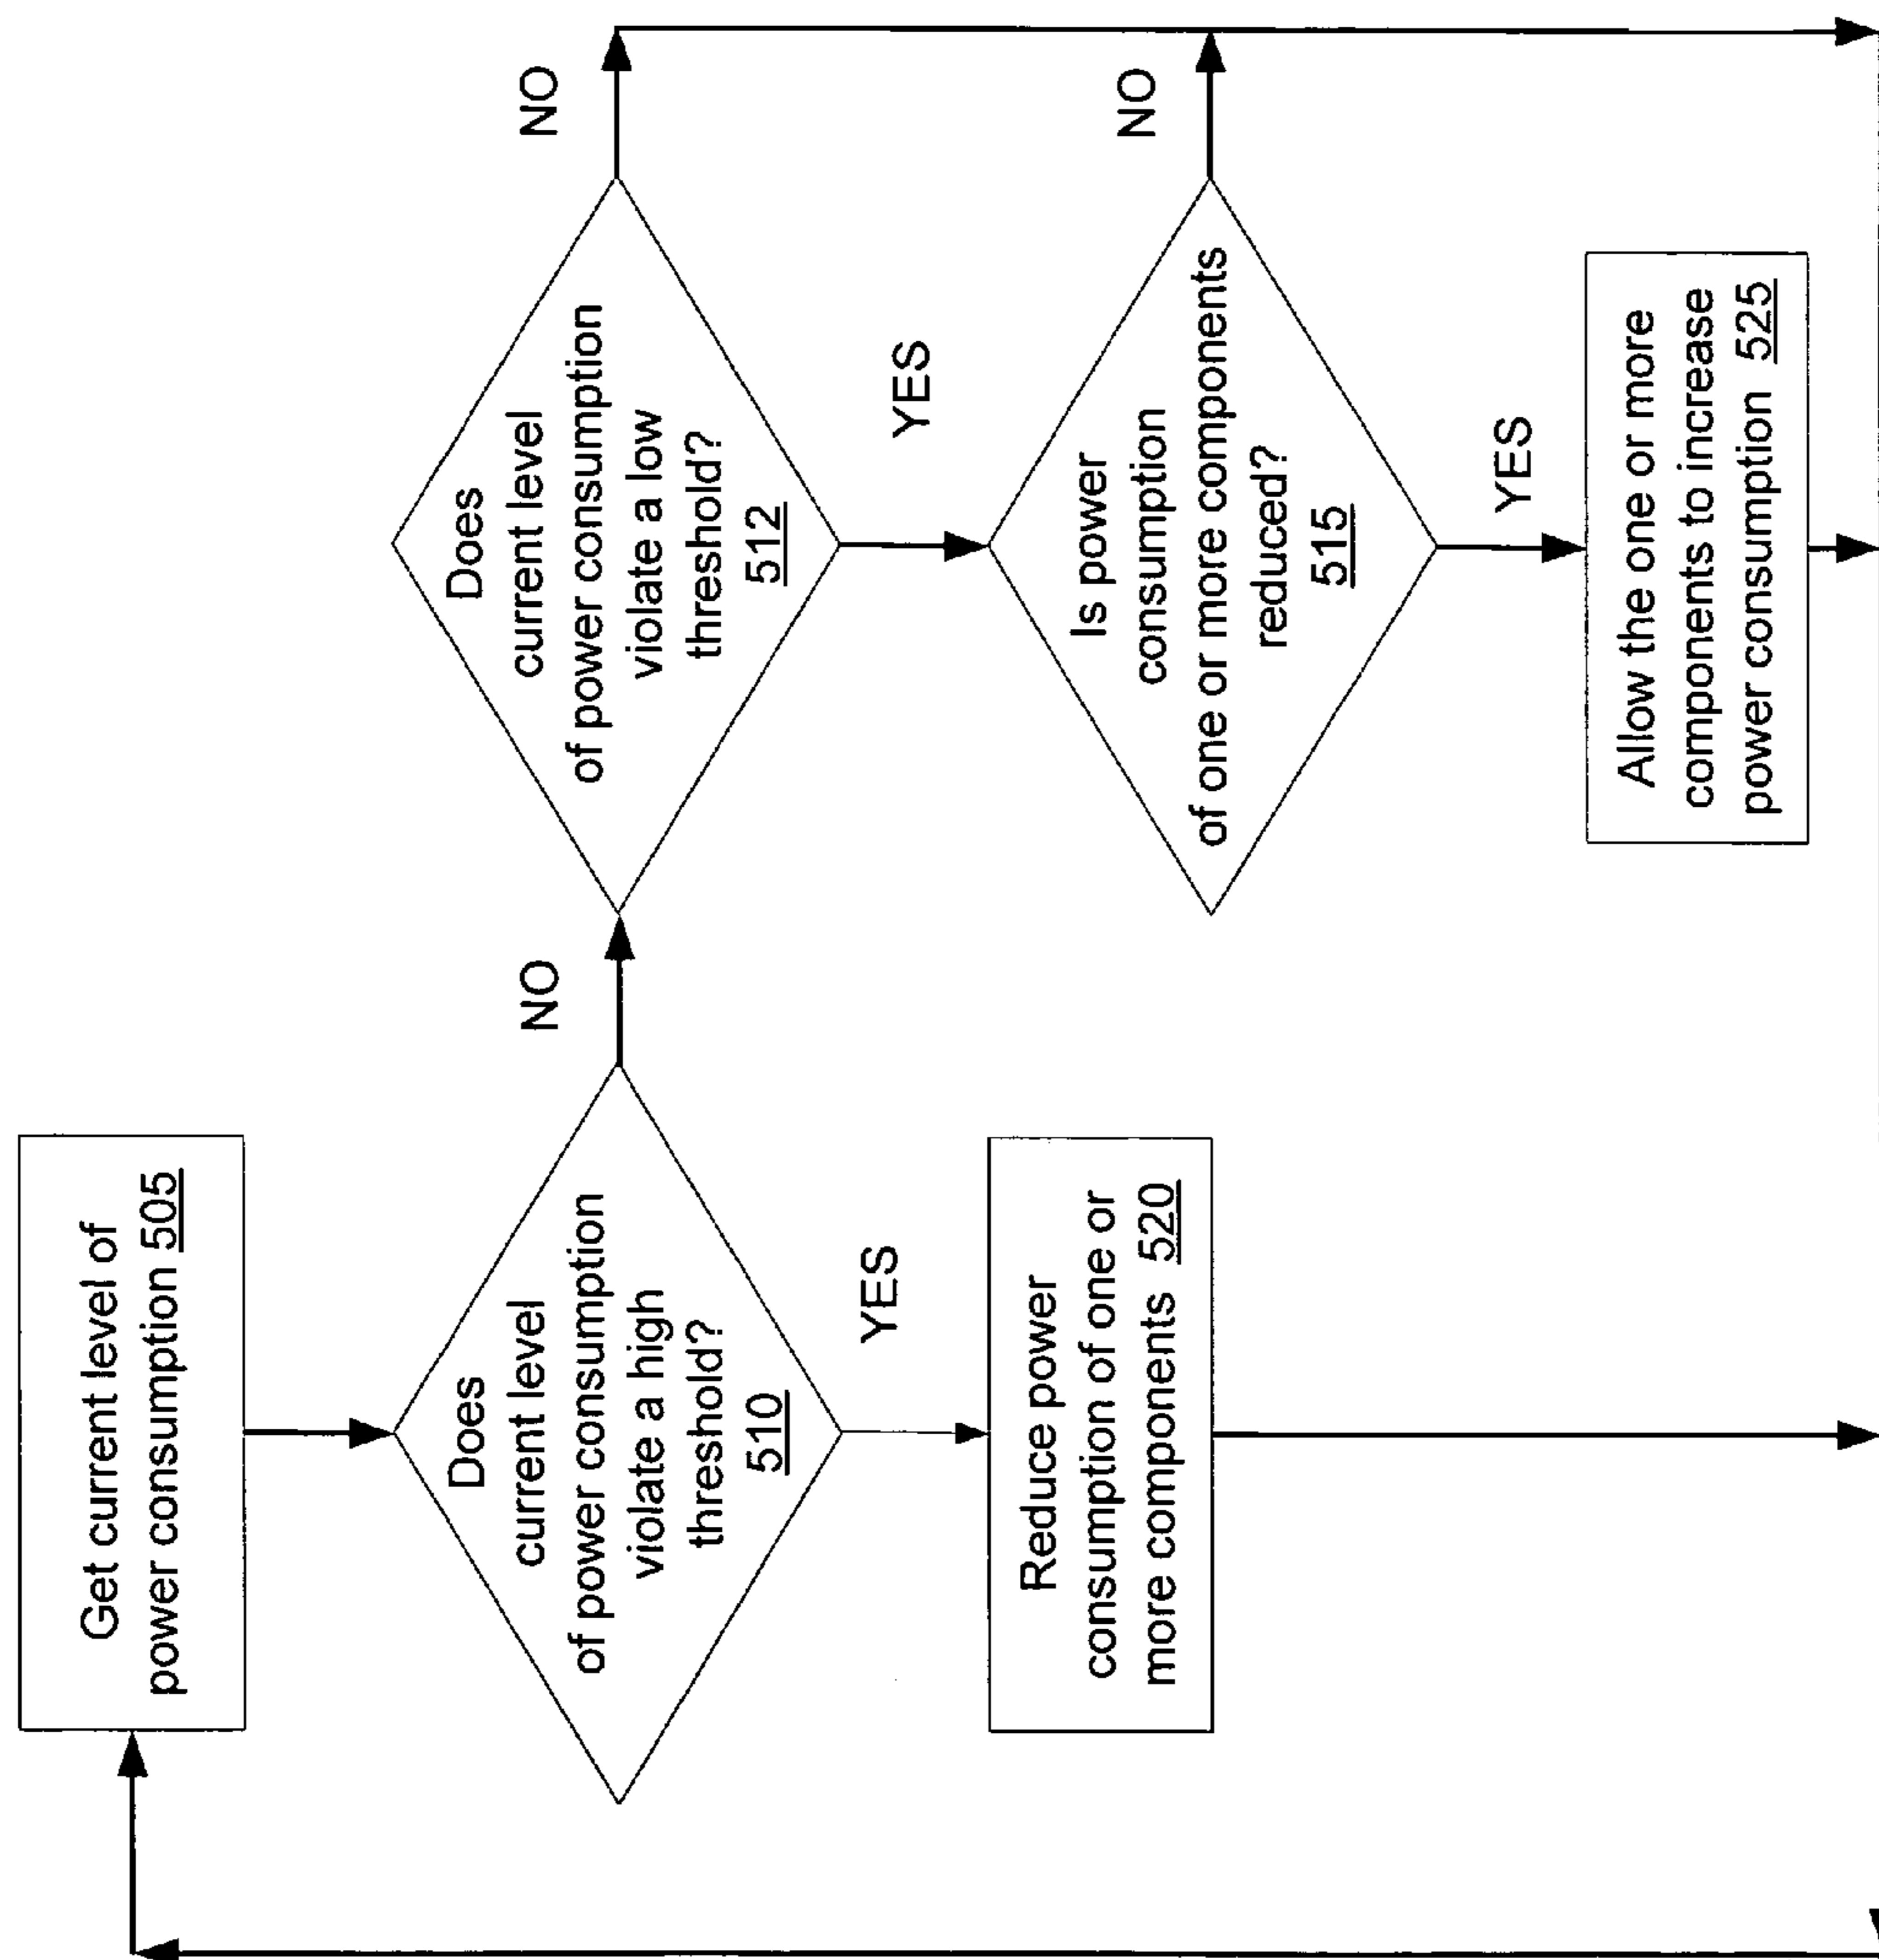 Get current level of
power consumption 505
Does
current level
of power consumption
violate a high
threshold?
510
NO
YES
Reduce power
consumption of one or
more components 520
Does
current level
of power consumption
violate a low
threshold?
512
NO
YES
Is power
consumption
of one or more components
reduced?
515
NO
YES
Allow the one or more
components to increase
power consumption 525